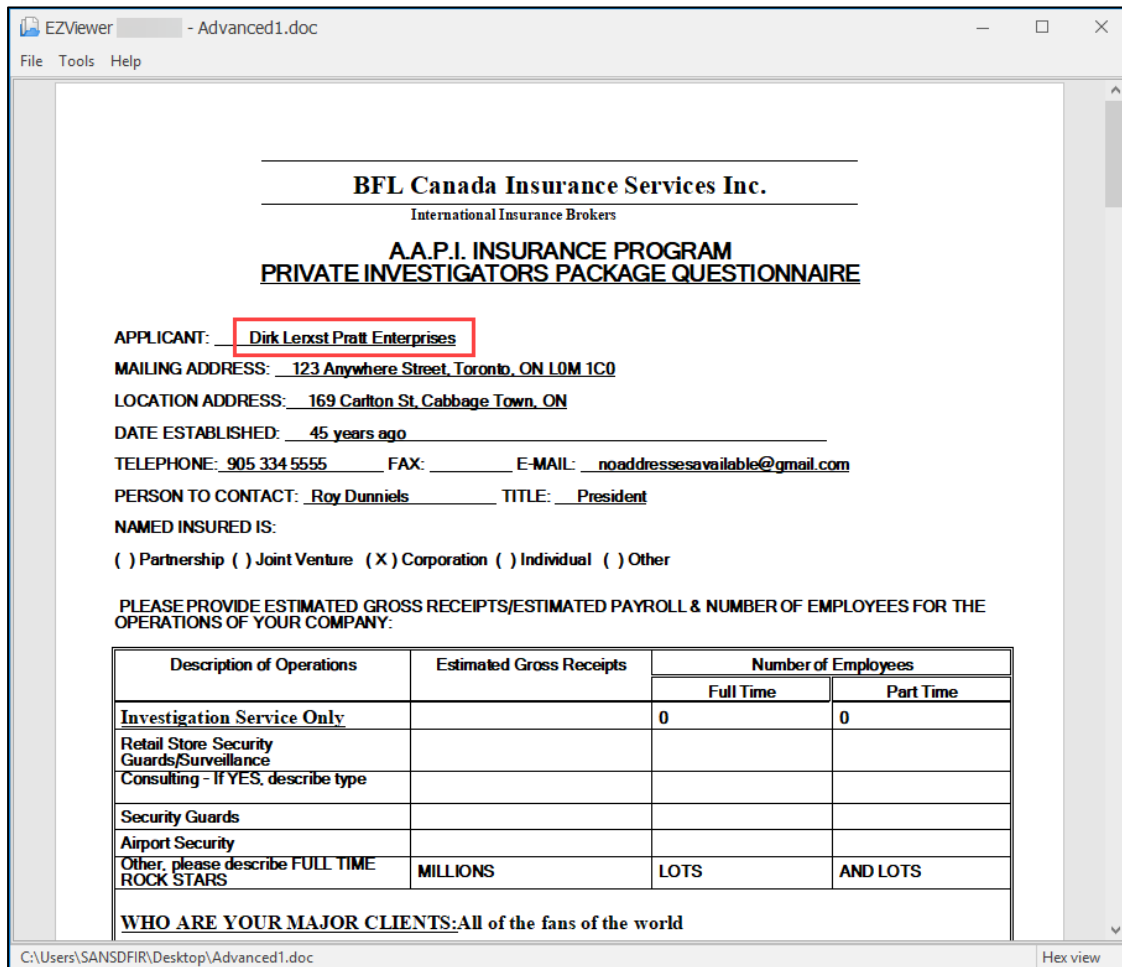 EZViewer - Advanced1.doc
File Tools Help
BFL Canada Insurance Services Inc.
International Insurance Brokers
A.A.P.I. INSURANCE PROGRAM
PRIVATE INVESTIGATORS PACKAGE QUESTIONNAIRE
APPLICANT: Dirk Lerxst Pratt Enterprises
MAILING ADDRESS: 123 Anywhere Street, Toronto, ON L0M 1C0
LOCATION ADDRESS: 169 Carlton St, Cabbage Town, ON
DATE ESTABLISHED: 45 years ago
TELEPHONE: 905 334 5555 FAX: E-MAIL: noaddressesavailable@gmail.com
PERSON TO CONTACT: Roy Dunniels TITLE: President
NAMED INSURED IS:
( ) Partnership ( ) Joint Venture ( X ) Corporation ( ) Individual ( ) Other
PLEASE PROVIDE ESTIMATED GROSS RECEIPTS/ESTIMATED PAYROLL & NUMBER OF EMPLOYEES FOR THE
OPERATIONS OF YOUR COMPANY:
Description of Operations Estimated Gross Receipts Number of Employees
Full Time Part Time
Investigation Service Only 0 0
Retail Store Security
Guards/Surveillance
Consulting - If YES, describe type
Security Guards
Airport Security
Other, please describe FULL TIME
ROCK STARS MILLIONS LOTS AND LOTS
WHO ARE YOUR MAJOR CLIENTS:All of the fans of the world
C:\Users\SANSDFIR\Desktop\Advanced1.doc Hex view